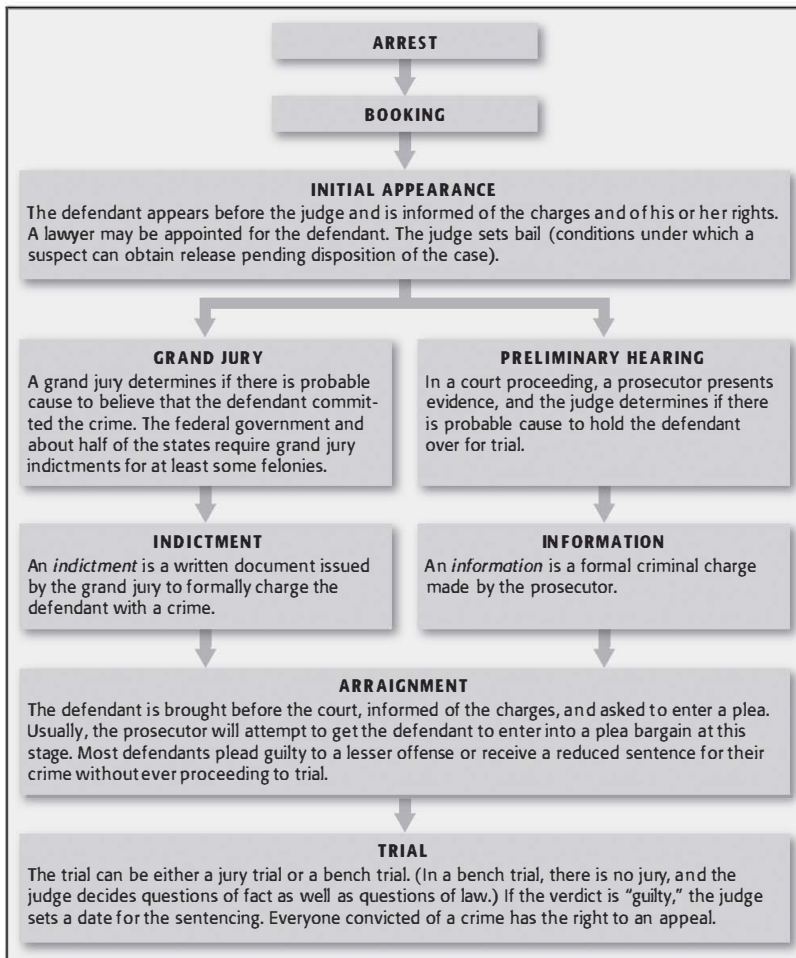 ARREST
BOOKING
INITIAL APPEARANCE
The defendant appears before the judge and is informed of the charges and of his or her rights.
A lawyer may be appointed for the defendant. The judge sets bail (conditions under which a
suspect can obtain release pending disposition of the case).
GRAND JURY
A grand jury determines if there is probable
cause to believe that the defendant commit-
ted the crime. The federal government and
about half of the states require grand jury
indictments for at least some felonies.
PRELIMINARY HEARING
In a court proceeding, a prosecutor presents
evidence, and the judge determines if there
is probable cause to hold the defendant
over for trial.
INDICTMENT
An indictment is a written document issued
by the grand jury to formally charge the
defendant with a crime.
INFORMATION
An information is a formal criminal charge
made by the prosecutor.
ARRAIGNMENT
The defendant is brought before the court, informed of the charges, and asked to enter a plea.
Usually, the prosecutor will attempt to get the defendant to enter into a plea bargain at this
stage. Most defendants plead guilty to a lesser offense or receive a reduced sentence for their
crime without ever proceeding to trial.
TRIAL
The trial can be either a jury trial or a bench trial. (In a bench trial, there is no jury, and the
judge decides questions of fact as well as questions of law.) If the verdict is “guilty,” the judge
sets a date for the sentencing. Everyone convicted of a crime has the right to an appeal.